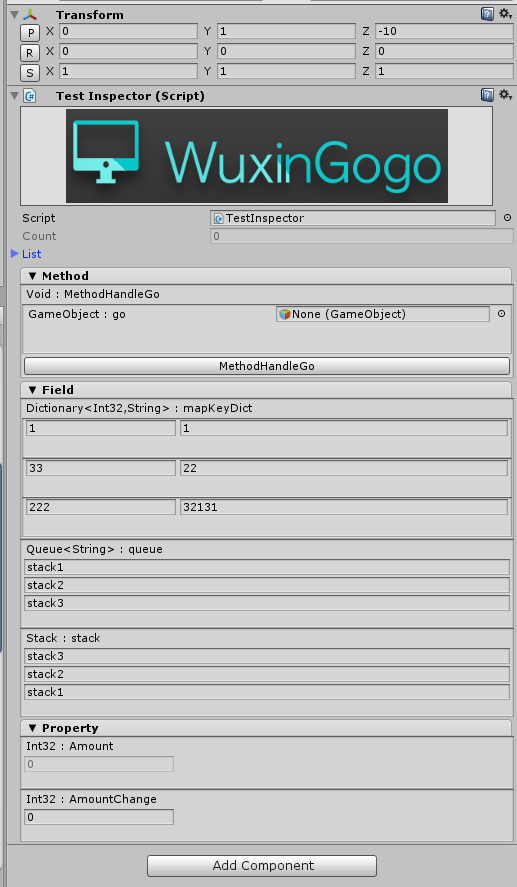 Transform
P X 0 Y 1 Z -10
R X 0 Y 0 Z 0
S X 1 Y 1 Z 1
Test Inspector (Script)
WuxinGogo
Script TestInspector
Count 0
List
Method
Void : MethodHandleGo
GameObject : go None (GameObject)
MethodHandleGo
Field
Dictionary<Int32,String> : mapKeyDict
1 1
33 22
222 32131
Queue<String> : queue
stack1
stack2
stack3
Stack : stack
stack3
stack2
stack1
Property
Int32 : Amount
0
Int32 : AmountChange
0
Add Component